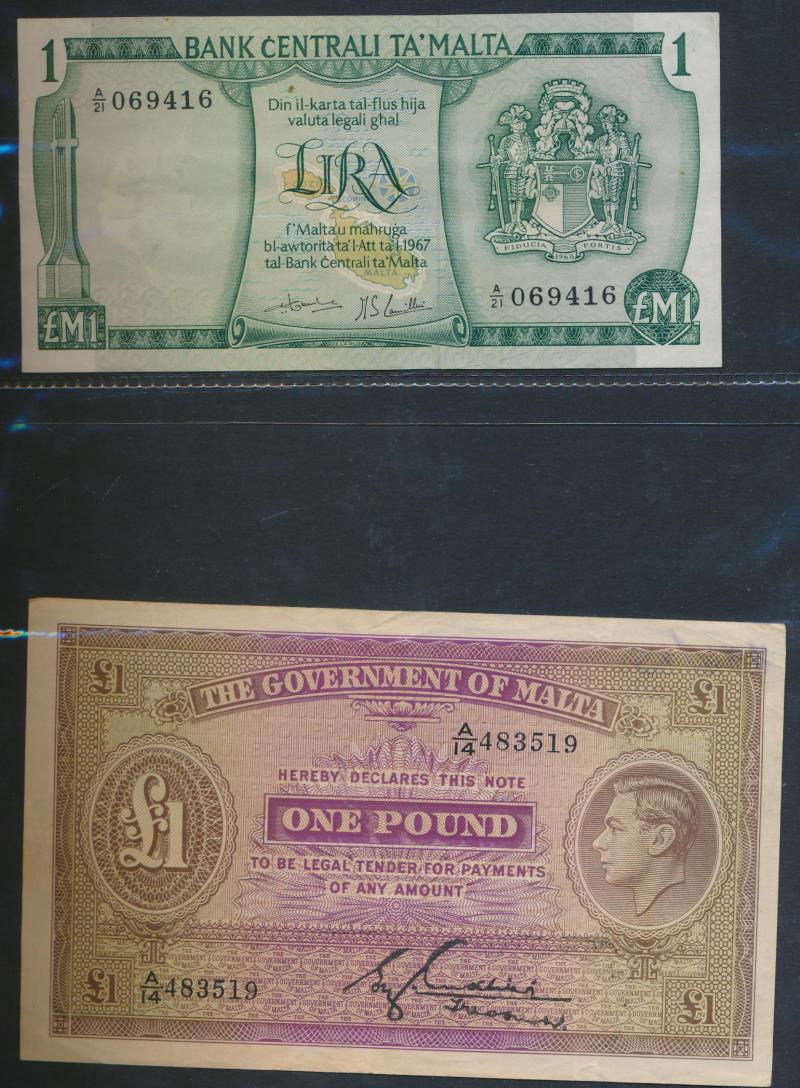 1 BANK ĊENTRALI TA' MALTA 1
A/21 069416
Din il-karta tal-flus hija
valuta legali għal
LIRA
f'Malta u maħruġa
bl-awtorita ta' l-Att ta' l-1967
tal-Bank Ċentrali ta' Malta
MALTA
FIDUCIA FORTIS
1968
A/21 069416
£M1 £M1
£1 £1
THE GOVERNMENT OF MALTA
A/14 483519
HEREBY DECLARES THIS NOTE
£1
ONE POUND
TO BE LEGAL TENDER FOR PAYMENTS
OF ANY AMOUNT
A/14 483519
Treasurer.
£1 £1